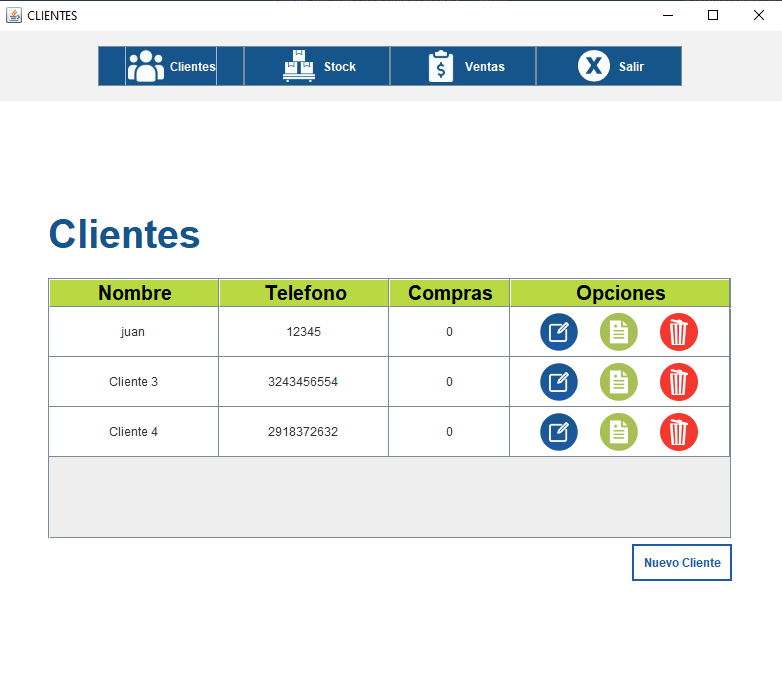 CLIENTES
Clientes Stock Ventas Salir
Clientes
Nombre Telefono Compras Opciones
juan 12345 0
Cliente 3 3243456554 0
Cliente 4 2918372632 0
Nuevo Cliente